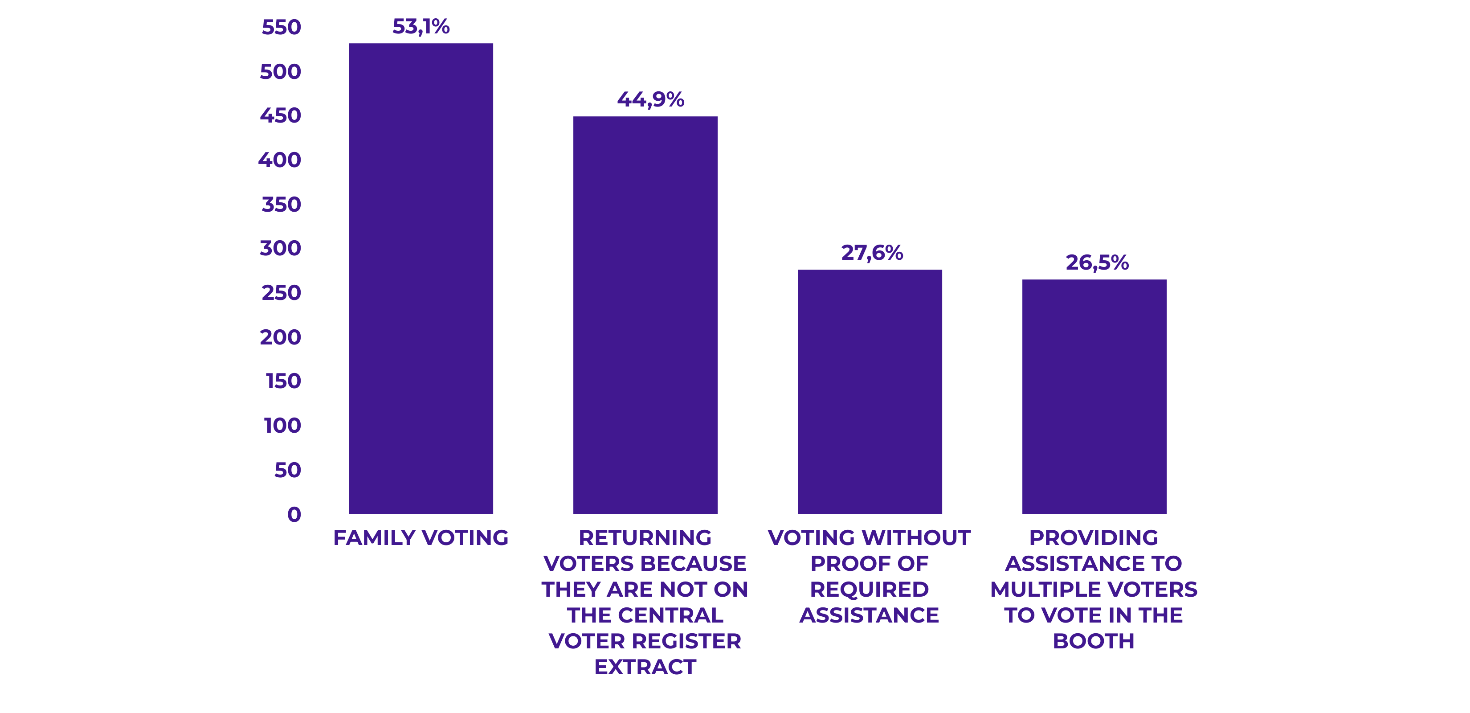 550
500
450
400
350
300
250
200
150
100
50
0
53,1%
44,9%
27,6%
26,5%
FAMILY VOTING
RETURNING
VOTERS BECAUSE
THEY ARE NOT ON
THE CENTRAL
VOTER REGISTER
EXTRACT
VOTING WITHOUT
PROOF OF
REQUIRED
ASSISTANCE
PROVIDING
ASSISTANCE TO
MULTIPLE VOTERS
TO VOTE IN THE
BOOTH